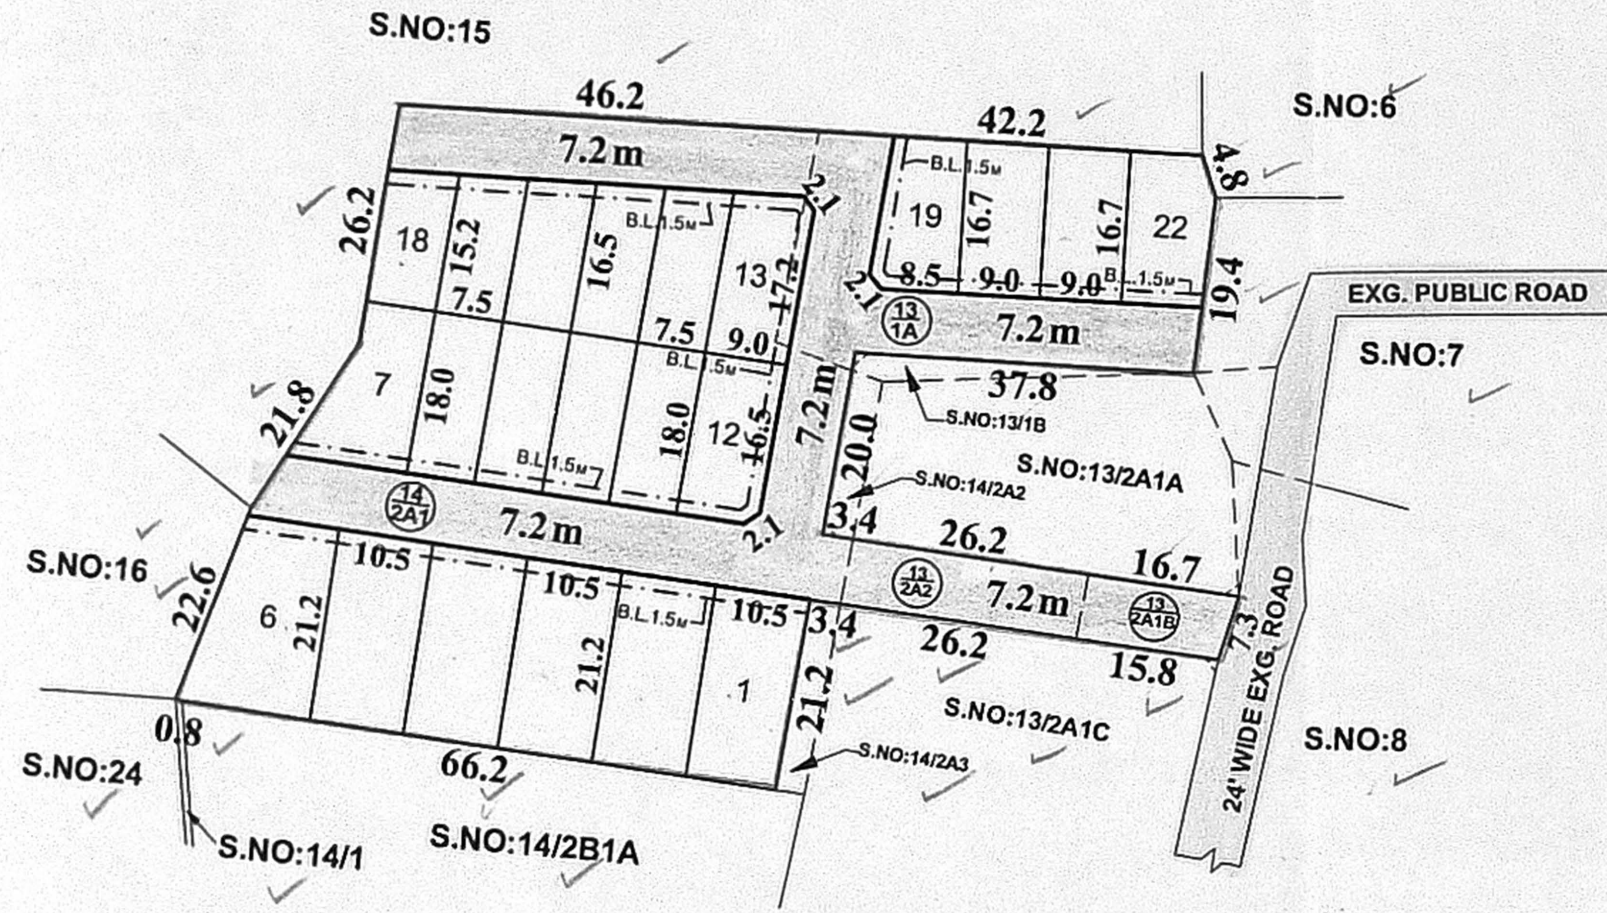 S.NO:15
46.2
42.2
S.NO:6
7.2 m
4.8
B.L.1.5M
2.1
26.2
18
15.2
16.5
B.L.1.5M
13
17.2
19
16.7
16.7
22
19.4
7.5
7.5
9.0
2.1
8.5
9.0
9.0
B. 1.5M
EXG. PUBLIC ROAD
13
1A
7.2 m
S.NO:7
B.L.1.5M
37.8
S.NO:13/1B
21.8
7
18.0
18.0
12
16.5
7.2 m
20.0
S.NO:13/2A1A
S.NO:14/2A2
B.L.1.5M
14
2A1
7.2 m
2.1
3.4
26.2
16.7
S.NO:16
10.5
10.5
10.5
13
2A2
7.2 m
13
2A1B
7.3
22.6
6
21.2
B.L.1.5M
21.2
1
3.4
26.2
15.8
21.2
S.NO:13/2A1C
24' WIDE EXG. ROAD
S.NO:8
0.8
66.2
S.NO:14/2A3
S.NO:24
S.NO:14/1
S.NO:14/2B1A